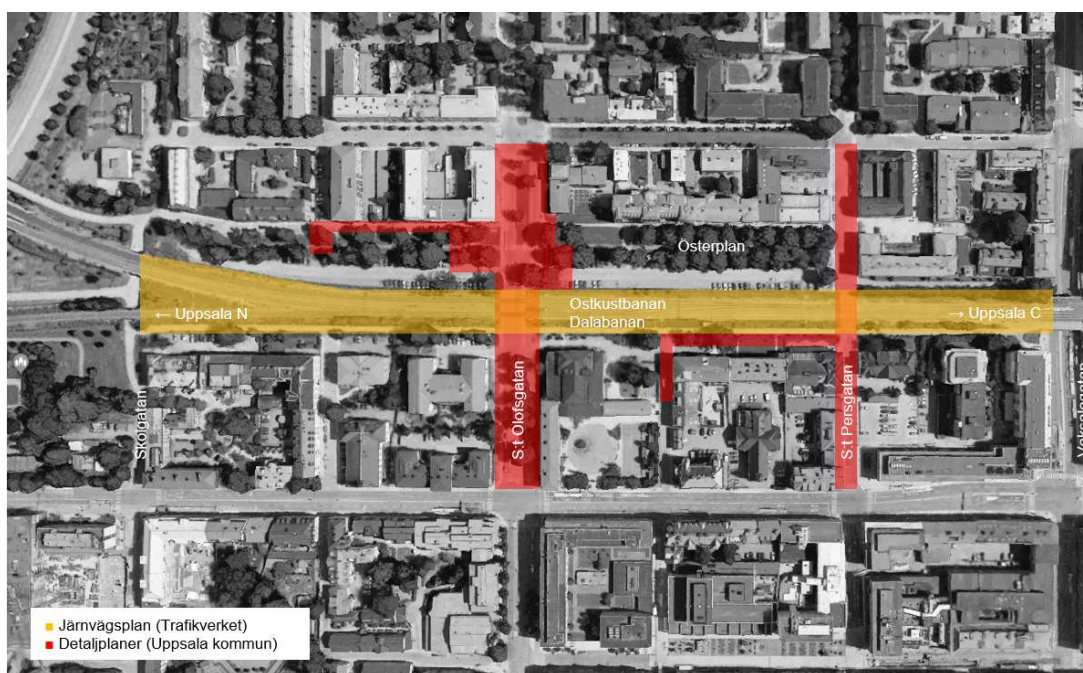 Österplan
Ostkustbanan
Dalabanan
← Uppsala N
→ Uppsala C
Skolgatan
S:t Olofsgatan
S:t Persgatan
Järnvägsplan (Trafikverket)
Detaljplaner (Uppsala kommun)